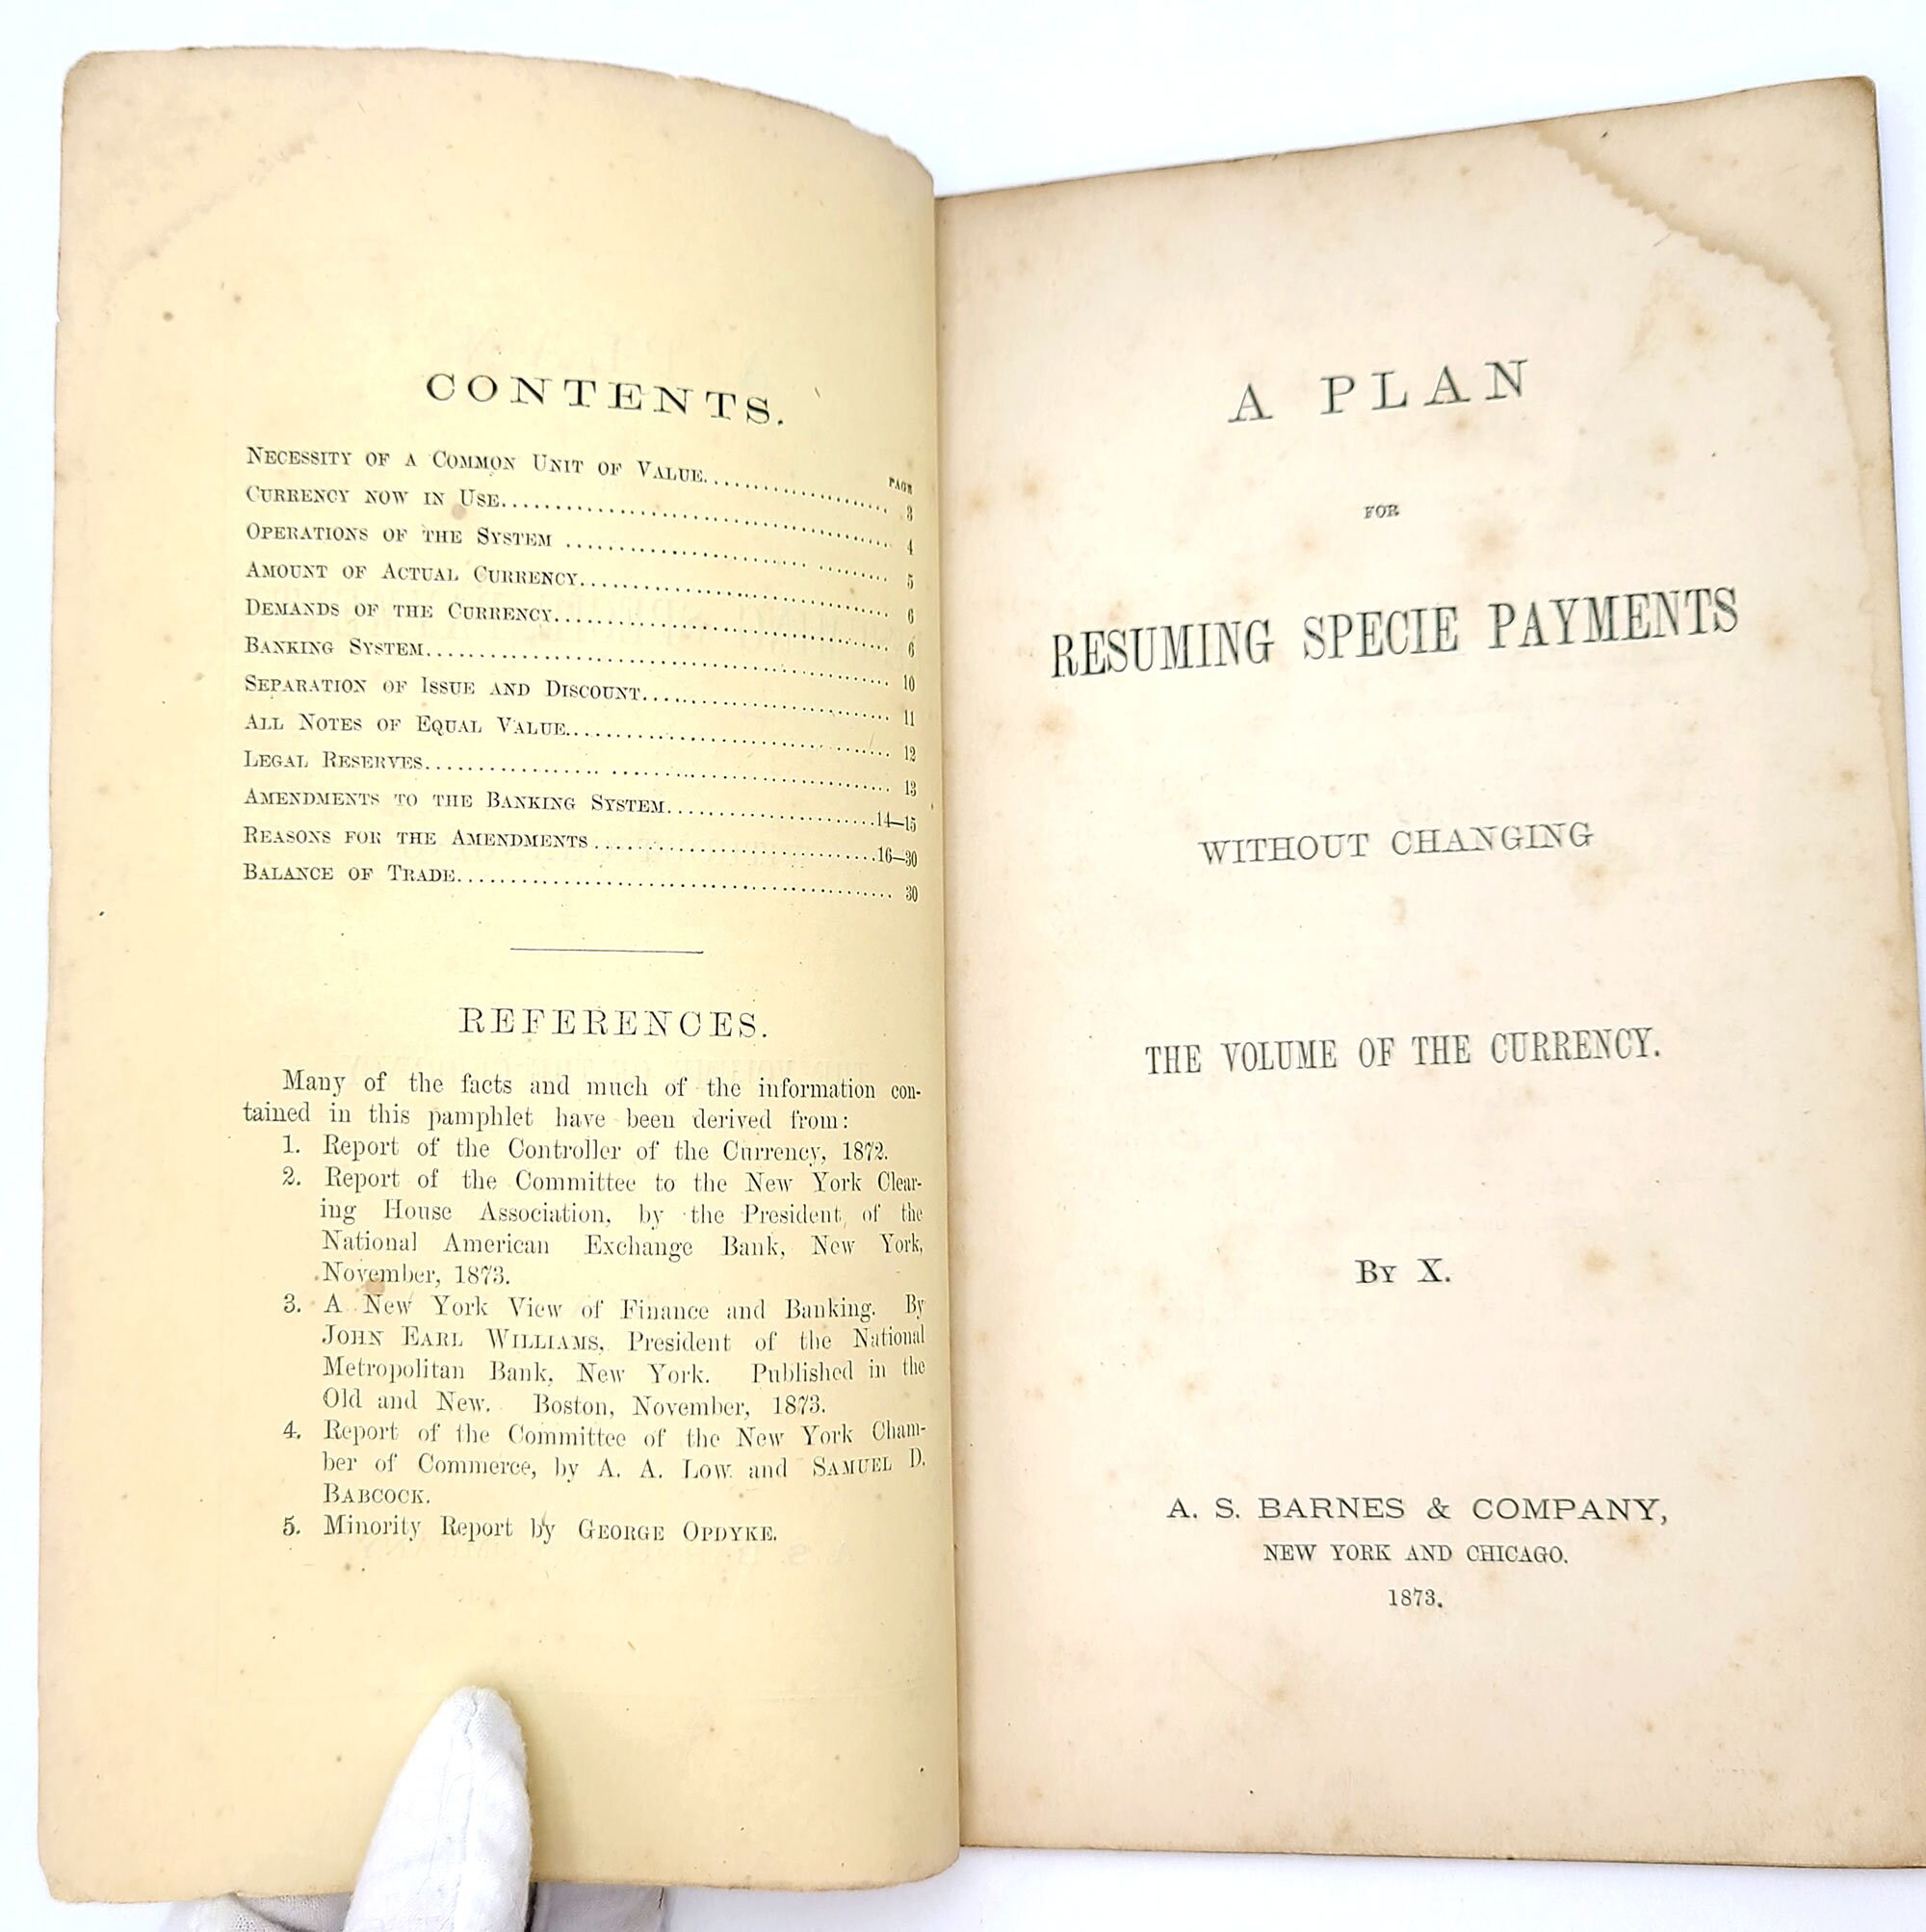 CONTENTS.
PAGE
NECESSITY OF A COMMON UNIT OF VALUE.................... 3
CURRENCY NOW IN USE........................................ 4
OPERATIONS OF THE SYSTEM .................................. 5
AMOUNT OF ACTUAL CURRENCY................................ 6
DEMANDS OF THE CURRENCY.................................. 6
BANKING SYSTEM............................................. 10
SEPARATION OF ISSUE AND DISCOUNT......................... 11
ALL NOTES OF EQUAL VALUE................................. 12
LEGAL RESERVES............................................. 13
AMENDMENTS TO THE BANKING SYSTEM.....................14–15
REASONS FOR THE AMENDMENTS............................16–30
BALANCE OF TRADE.......................................... 30
REFERENCES.
Many of the facts and much of the information con-
tained in this pamphlet have been derived from:
1. Report of the Controller of the Currency, 1872.
2. Report of the Committee to the New York Clear-
ing House Association, by the President of the
National American Exchange Bank, New York,
November, 1873.
3. A New York View of Finance and Banking. By
JOHN EARL WILLIAMS, President of the National
Metropolitan Bank, New York. Published in the
Old and New. Boston, November, 1873.
4. Report of the Committee of the New York Cham-
ber of Commerce, by A. A. LOW and SAMUEL D.
BABCOCK.
5. Minority Report by GEORGE OPDYKE.
A PLAN
FOR
RESUMING SPECIE PAYMENTS
WITHOUT CHANGING
THE VOLUME OF THE CURRENCY.
BY X.
A. S. BARNES & COMPANY,
NEW YORK AND CHICAGO.
1873.